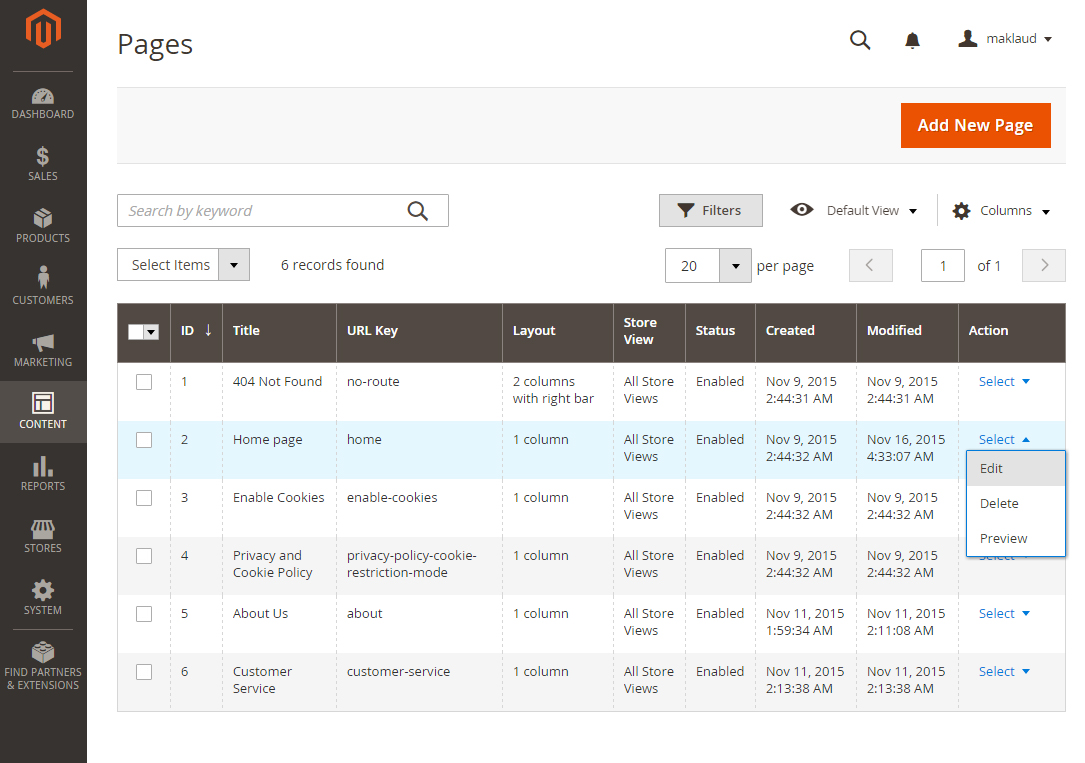 Pages
maklaud
DASHBOARD
SALES
PRODUCTS
CUSTOMERS
MARKETING
CONTENT
REPORTS
STORES
SYSTEM
FIND PARTNERS
& EXTENSIONS
Add New Page
Search by keyword
Filters
Default View
Columns
Select Items
6 records found
20
per page
1
of 1
ID ↓ Title URL Key Layout Store View Status Created Modified Action
1 404 Not Found no-route 2 columns with right bar All Store Views Enabled Nov 9, 2015 2:44:31 AM Nov 9, 2015 2:44:31 AM Select
2 Home page home 1 column All Store Views Enabled Nov 9, 2015 2:44:32 AM Nov 16, 2015 4:33:07 AM Select
Edit
Delete
Preview
3 Enable Cookies enable-cookies 1 column All Store Views Enabled Nov 9, 2015 2:44:32 AM Nov 9, 2015 2:44:32 AM
4 Privacy and Cookie Policy privacy-policy-cookie-restriction-mode 1 column All Store Views Enabled Nov 9, 2015 2:44:32 AM Nov 9, 2015 2:44:32 AM
5 About Us about 1 column All Store Views Enabled Nov 11, 2015 1:59:34 AM Nov 11, 2015 2:11:08 AM Select
6 Customer Service customer-service 1 column All Store Views Enabled Nov 11, 2015 2:13:38 AM Nov 11, 2015 2:13:38 AM Select